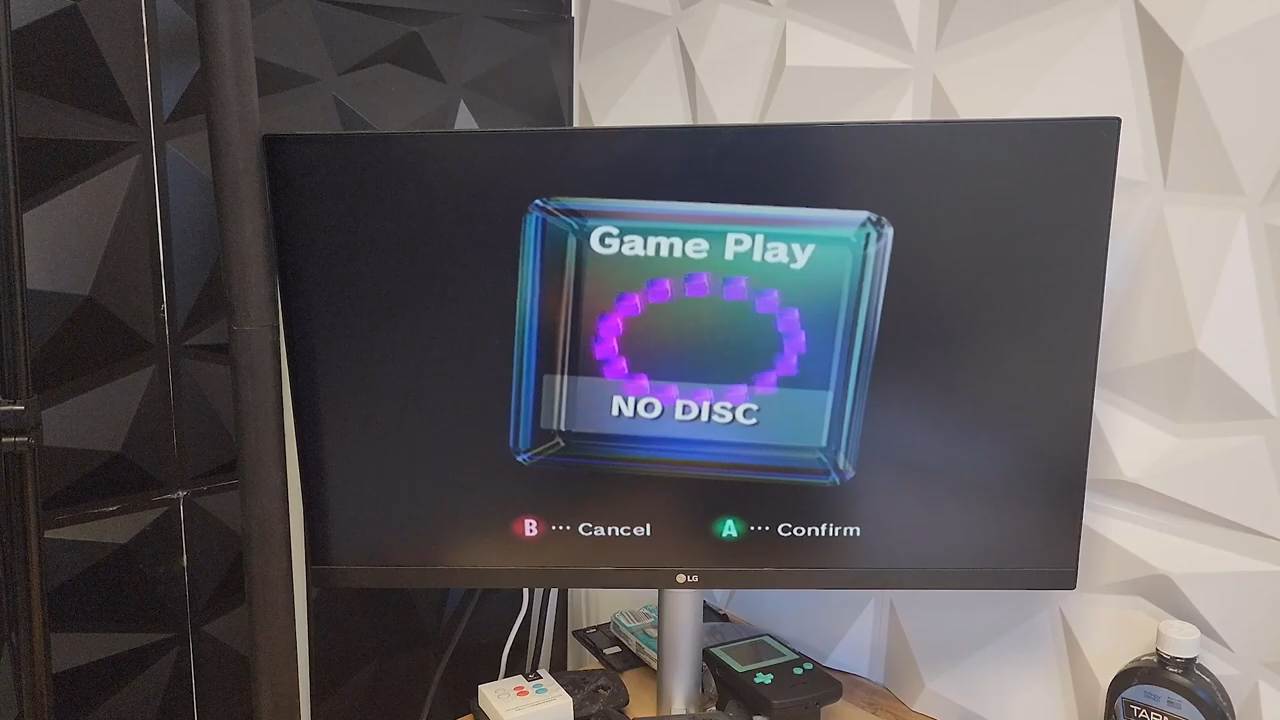 Game Play
NO DISC
B ··· Cancel
A ··· Confirm
LG